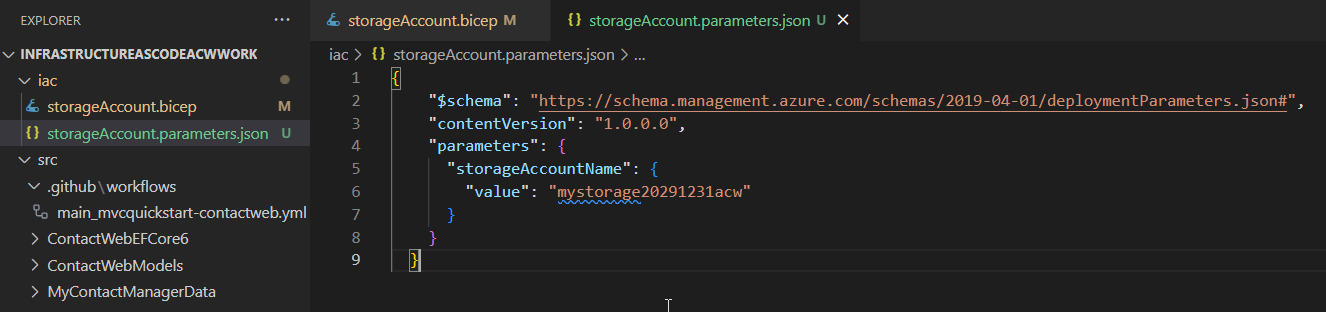 EXPLORER ···
INFRASTRUCTUREASCODEACWWORK
iac
storageAccount.bicep M
storageAccount.parameters.json U
src
.github\workflows
main_mvcquickstart-contactweb.yml
ContactWebEFCore6
ContactWebModels
MyContactManagerData
storageAccount.bicep M
{} storageAccount.parameters.json U
iac > {} storageAccount.parameters.json > ...
1 {
2 "$schema": "https://schema.management.azure.com/schemas/2019-04-01/deploymentParameters.json#",
3 "contentVersion": "1.0.0.0",
4 "parameters": {
5 "storageAccountName": {
6 "value": "mystorage20291231acw"
7 }
8 }
9 }